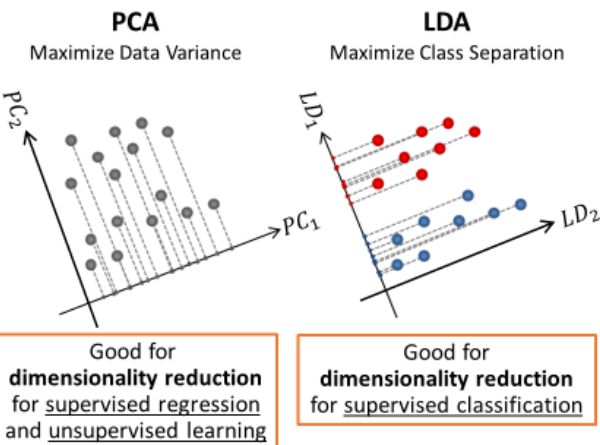 PCA
Maximize Data Variance
PC₂
PC₁
Good for
dimensionality reduction
for supervised regression
and unsupervised learning
LDA
Maximize Class Separation
LD₁
LD₂
Good for
dimensionality reduction
for supervised classification